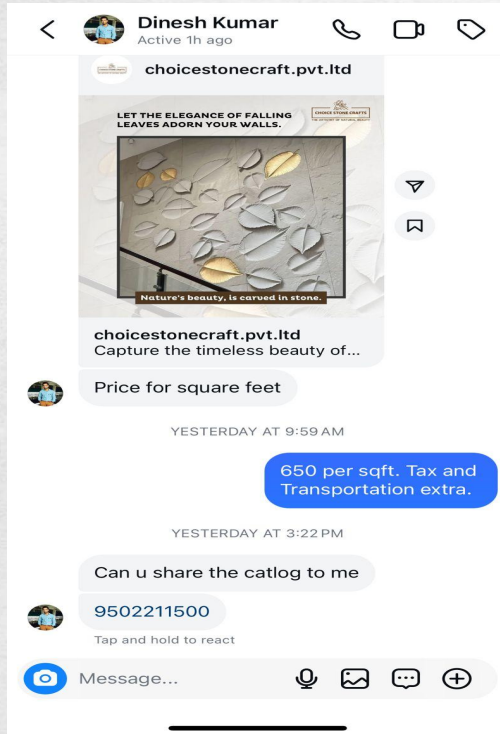 Dinesh Kumar
Active 1h ago
choicestonecraft.pvt.ltd
LET THE ELEGANCE OF FALLING
LEAVES ADORN YOUR WALLS.
CHOICE STONE CRAFTS
Nature's beauty, is carved in stone.
choicestonecraft.pvt.ltd
Capture the timeless beauty of...
Price for square feet
YESTERDAY AT 9:59 AM
650 per sqft. Tax and
Transportation extra.
YESTERDAY AT 3:22 PM
Can u share the catlog to me
9502211500
Tap and hold to react
Message...